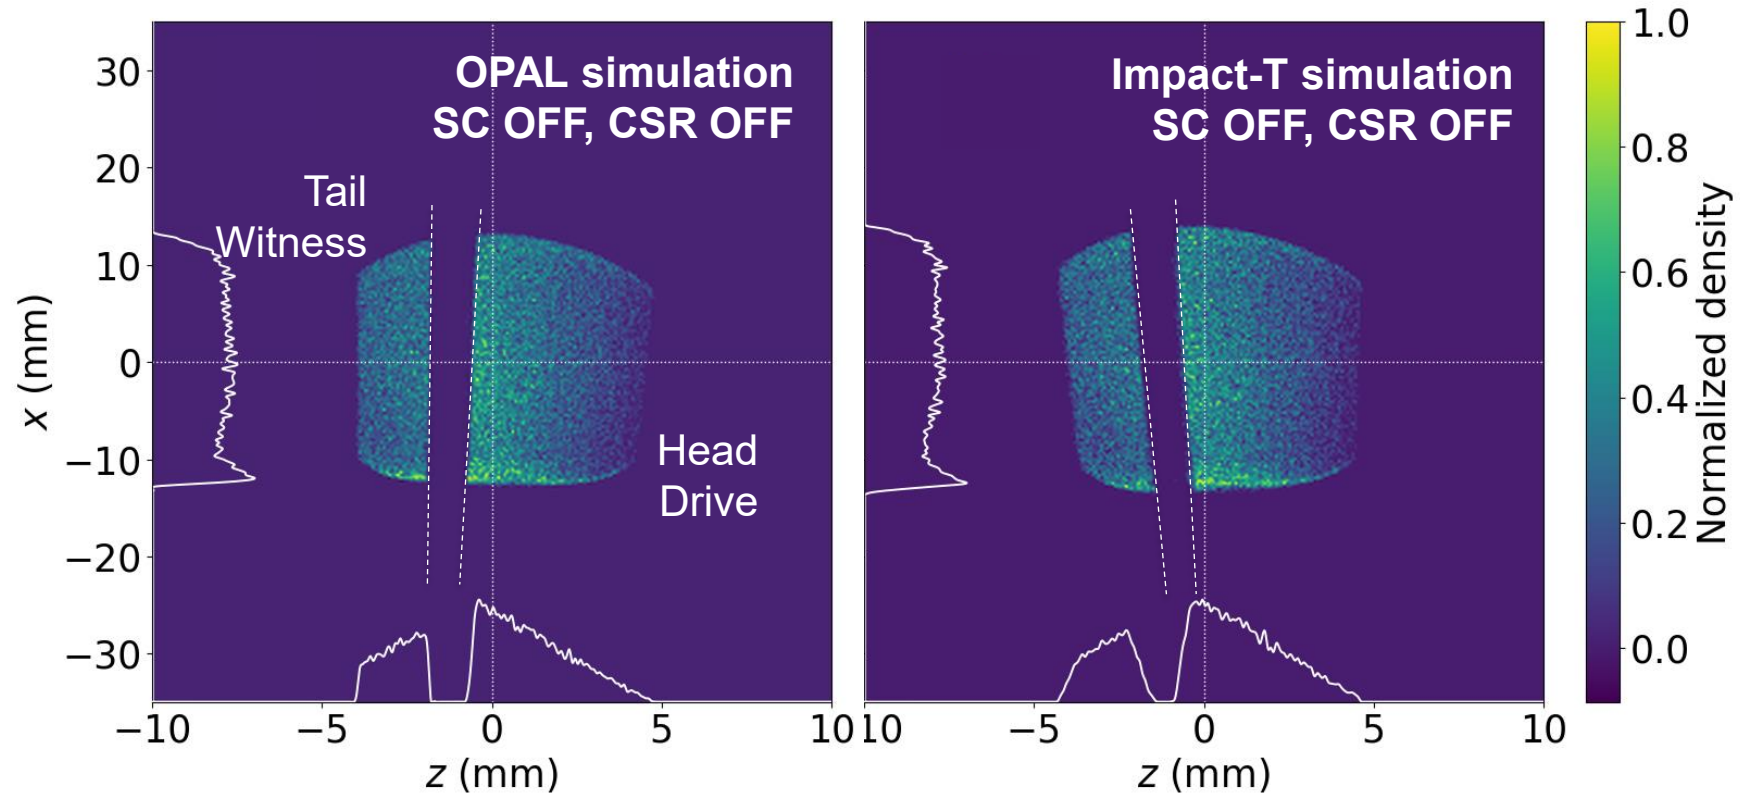 OPAL simulation
SC OFF, CSR OFF
Tail
Witness
Head
Drive
30
20
10
0
−10
−20
−30
x (mm)
−10
−5
0
5
10
z (mm)
Impact-T simulation
SC OFF, CSR OFF
10
−5
0
5
10
z (mm)
1.0
0.8
0.6
0.4
0.2
0.0
Normalized density